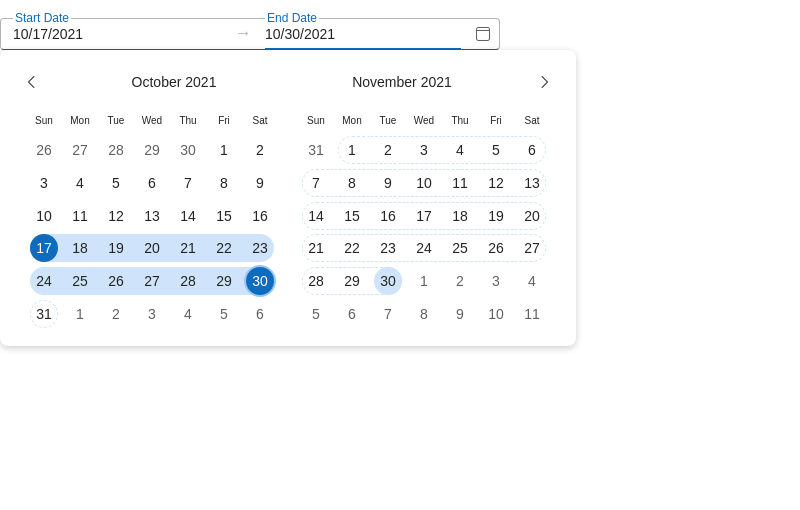 Start Date End Date
10/17/2021 → 10/30/2021
October 2021
Sun Mon Tue Wed Thu Fri Sat
26 27 28 29 30 1 2
3 4 5 6 7 8 9
10 11 12 13 14 15 16
17 18 19 20 21 22 23
24 25 26 27 28 29 30
31 1 2 3 4 5 6
November 2021
Sun Mon Tue Wed Thu Fri Sat
31 1 2 3 4 5 6
7 8 9 10 11 12 13
14 15 16 17 18 19 20
21 22 23 24 25 26 27
28 29 30 1 2 3 4
5 6 7 8 9 10 11